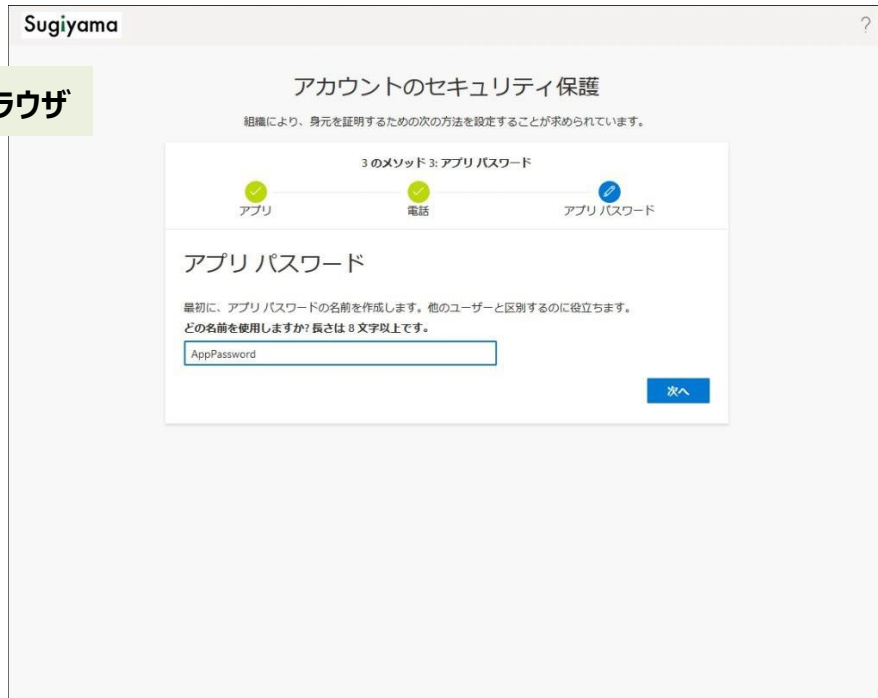 Sugiyama
?
ラウザ
アカウントのセキュリティ保護
組織により、身元を証明するための次の方法を設定することが求められています。
3 のメソッド 3: アプリ パスワード
アプリ
電話
アプリ パスワード
アプリ パスワード
最初に、アプリ パスワードの名前を作成します。他のユーザーと区別するのに役立ちます。
どの名前を使用しますか? 長さは 8 文字以上です。
AppPassword
次へ